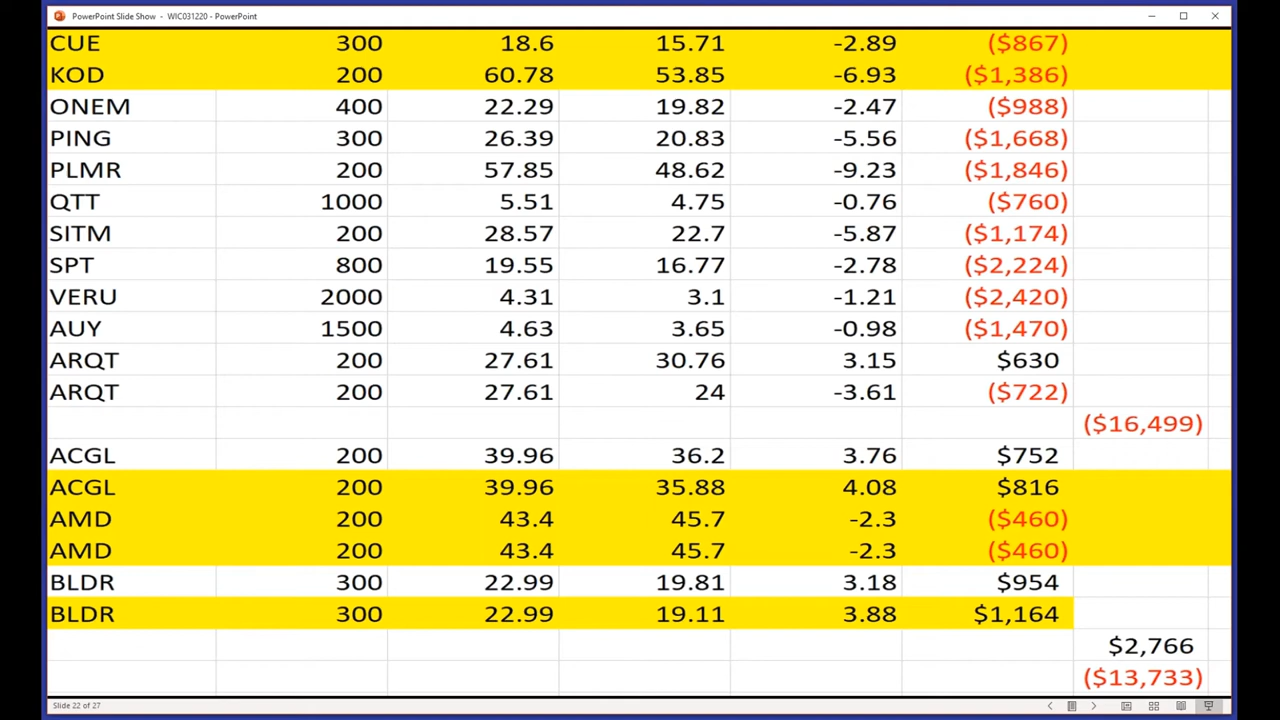 PowerPoint Slide Show - WIC031220 - PowerPoint
CUE 300 18.6 15.71 -2.89 ($867)
KOD 200 60.78 53.85 -6.93 ($1,386)
ONEM 400 22.29 19.82 -2.47 ($988)
PING 300 26.39 20.83 -5.56 ($1,668)
PLMR 200 57.85 48.62 -9.23 ($1,846)
QTT 1000 5.51 4.75 -0.76 ($760)
SITM 200 28.57 22.7 -5.87 ($1,174)
SPT 800 19.55 16.77 -2.78 ($2,224)
VERU 2000 4.31 3.1 -1.21 ($2,420)
AUY 1500 4.63 3.65 -0.98 ($1,470)
ARQT 200 27.61 30.76 3.15 $630
ARQT 200 27.61 24 -3.61 ($722)
($16,499)
ACGL 200 39.96 36.2 3.76 $752
ACGL 200 39.96 35.88 4.08 $816
AMD 200 43.4 45.7 -2.3 ($460)
AMD 200 43.4 45.7 -2.3 ($460)
BLDR 300 22.99 19.81 3.18 $954
BLDR 300 22.99 19.11 3.88 $1,164
$2,766
($13,733)
Slide 22 of 27